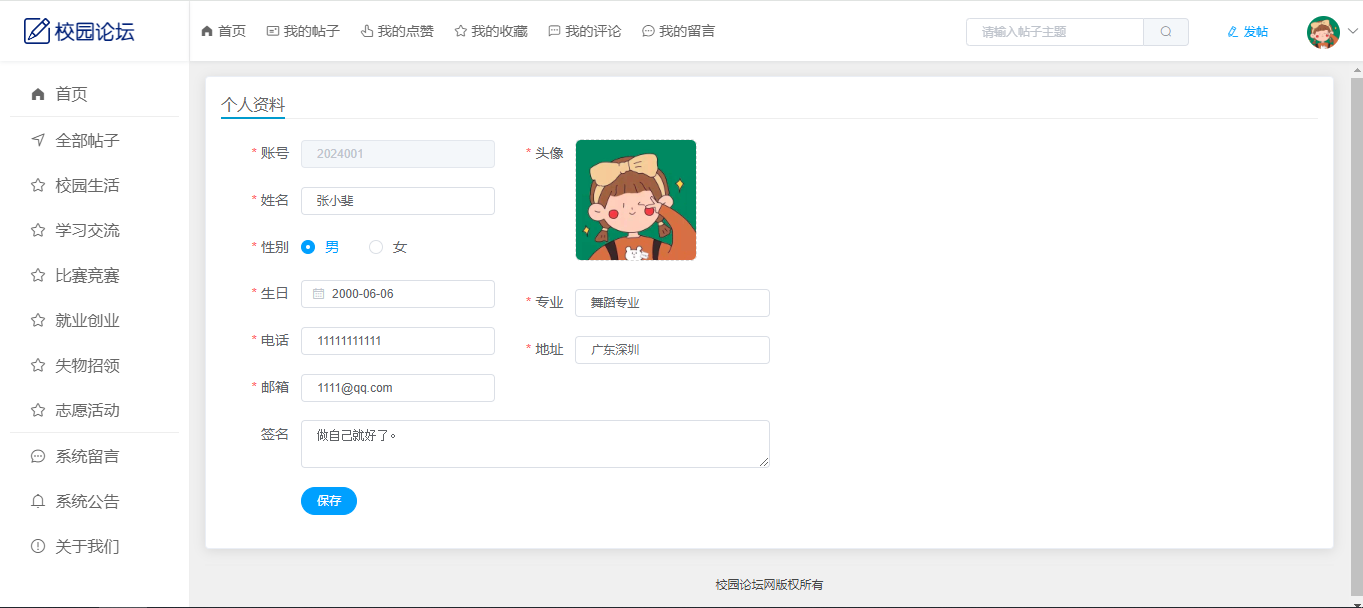 校园论坛
首页 我的帖子 我的点赞 我的收藏 我的评论 我的留言 请输入帖子主题 发帖
首页
全部帖子
校园生活
学习交流
比赛竞赛
就业创业
失物招领
志愿活动
系统留言
系统公告
关于我们
个人资料
* 账号 2024001
* 头像
* 姓名 张小斐
* 性别 男 女
* 生日 2000-06-06
* 专业 舞蹈专业
* 电话 11111111111
* 地址 广东深圳
* 邮箱 1111@qq.com
签名 做自己就好了。
保存
校园论坛网版权所有